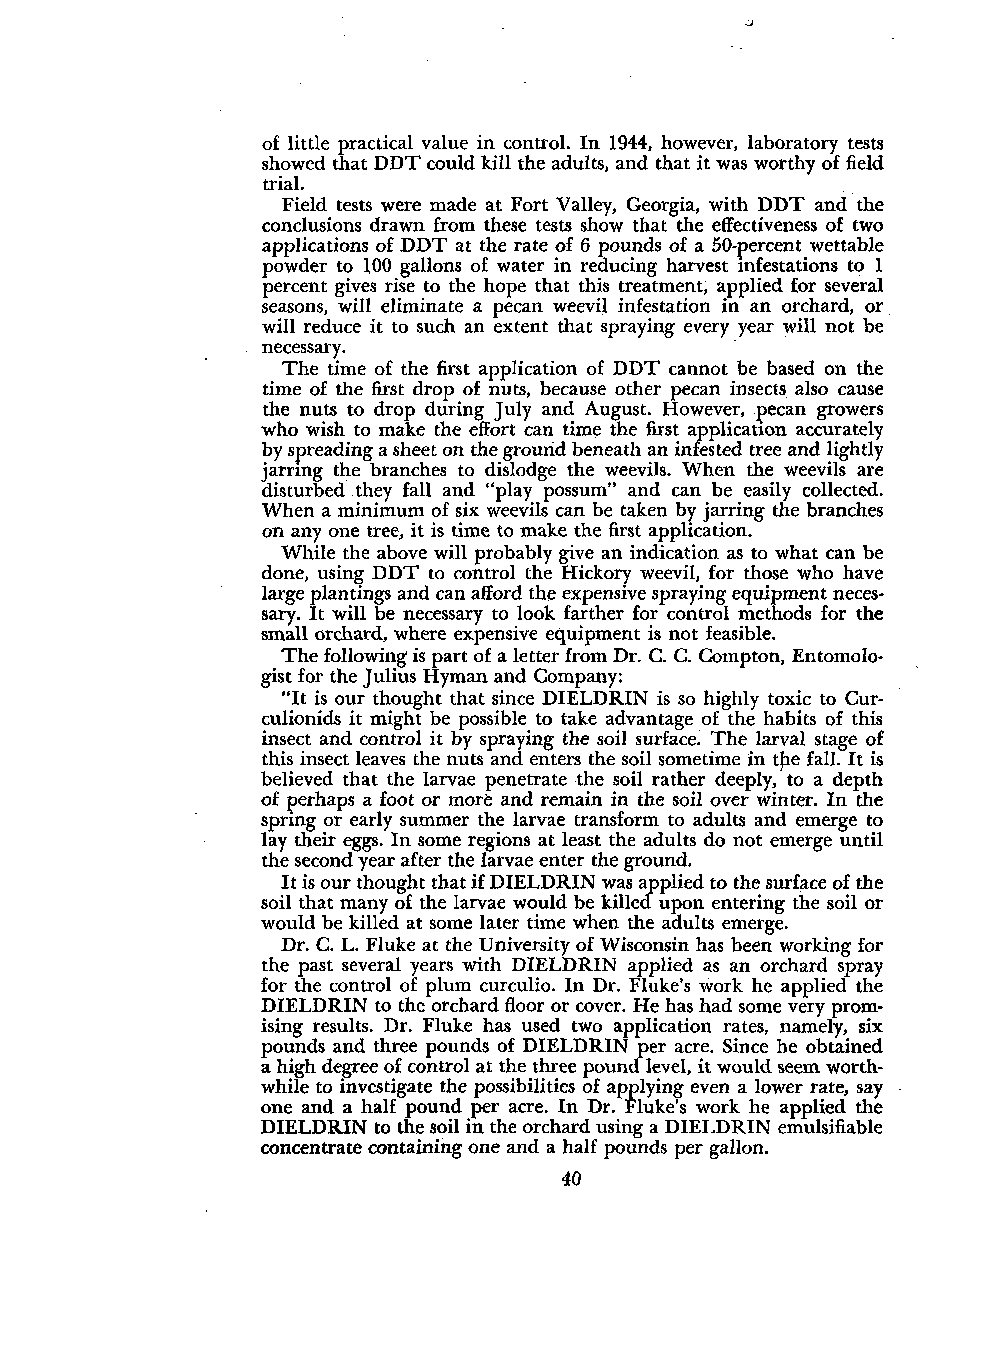 of little practical value in control. In 1944, however, laboratory tests
showed that DDT could kill the adults, and that it was worthy of field
trial.
Field tests were made at Fort Valley, Georgia, with DDT and the
conclusions drawn from these tests show that the effectiveness of two
applications of DDT at the rate of 6 pounds of a 50-percent wettable
powder to 100 gallons of water in reducing harvest infestations to 1
percent gives rise to the hope that this treatment, applied for several
seasons, will eliminate a pecan weevil infestation in an orchard, or
will reduce it to such an extent that spraying every year will not be
necessary.
The time of the first application of DDT cannot be based on the
time of the first drop of nuts, because other pecan insects also cause
the nuts to drop during July and August. However, pecan growers
who wish to make the effort can time the first application accurately
by spreading a sheet on the ground beneath an infested tree and lightly
jarring the branches to dislodge the weevils. When the weevils are
disturbed they fall and "play possum" and can be easily collected.
When a minimum of six weevils can be taken by jarring the branches
on any one tree, it is time to make the first application.
While the above will probably give an indication as to what can be
done, using DDT to control the Hickory weevil, for those who have
large plantings and can afford the expensive spraying equipment neces-
sary. It will be necessary to look farther for control methods for the
small orchard, where expensive equipment is not feasible.
The following is part of a letter from Dr. C. C. Compton, Entomolo-
gist for the Julius Hyman and Company:
"It is our thought that since DIELDRIN is so highly toxic to Cur-
culionids it might be possible to take advantage of the habits of this
insect and control it by spraying the soil surface. The larval stage of
this insect leaves the nuts and enters the soil sometime in the fall. It is
believed that the larvae penetrate the soil rather deeply, to a depth
of perhaps a foot or more and remain in the soil over winter. In the
spring or early summer the larvae transform to adults and emerge to
lay their eggs. In some regions at least the adults do not emerge until
the second year after the larvae enter the ground.
It is our thought that if DIELDRIN was applied to the surface of the
soil that many of the larvae would be killed upon entering the soil or
would be killed at some later time when the adults emerge.
Dr. C. L. Fluke at the University of Wisconsin has been working for
the past several years with DIELDRIN applied as an orchard spray
for the control of plum curculio. In Dr. Fluke's work he applied the
DIELDRIN to the orchard floor or cover. He has had some very prom-
ising results. Dr. Fluke has used two application rates, namely, six
pounds and three pounds of DIELDRIN per acre. Since he obtained
a high degree of control at the three pound level, it would seem worth-
while to investigate the possibilities of applying even a lower rate, say
one and a half pound per acre. In Dr. Fluke's work he applied the
DIELDRIN to the soil in the orchard using a DIELDRIN emulsifiable
concentrate containing one and a half pounds per gallon.
40